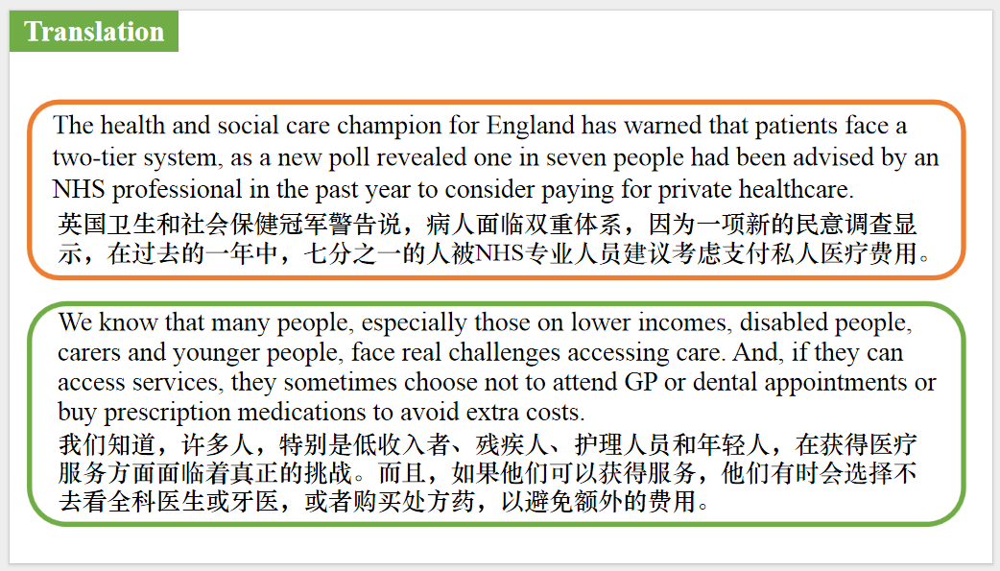 Translation
The health and social care champion for England has warned that patients face a
two-tier system, as a new poll revealed one in seven people had been advised by an
NHS professional in the past year to consider paying for private healthcare.
英国卫生和社会保健冠军警告说，病人面临双重体系，因为一项新的民意调查显
示，在过去的一年中，七分之一的人被NHS专业人员建议考虑支付私人医疗费用。
We know that many people, especially those on lower incomes, disabled people,
carers and younger people, face real challenges accessing care. And, if they can
access services, they sometimes choose not to attend GP or dental appointments or
buy prescription medications to avoid extra costs.
我们知道，许多人，特别是低收入者、残疾人、护理人员和年轻人，在获得医疗
服务方面面临着真正的挑战。而且，如果他们可以获得服务，他们有时会选择不
去看全科医生或牙医，或者购买处方药，以避免额外的费用。